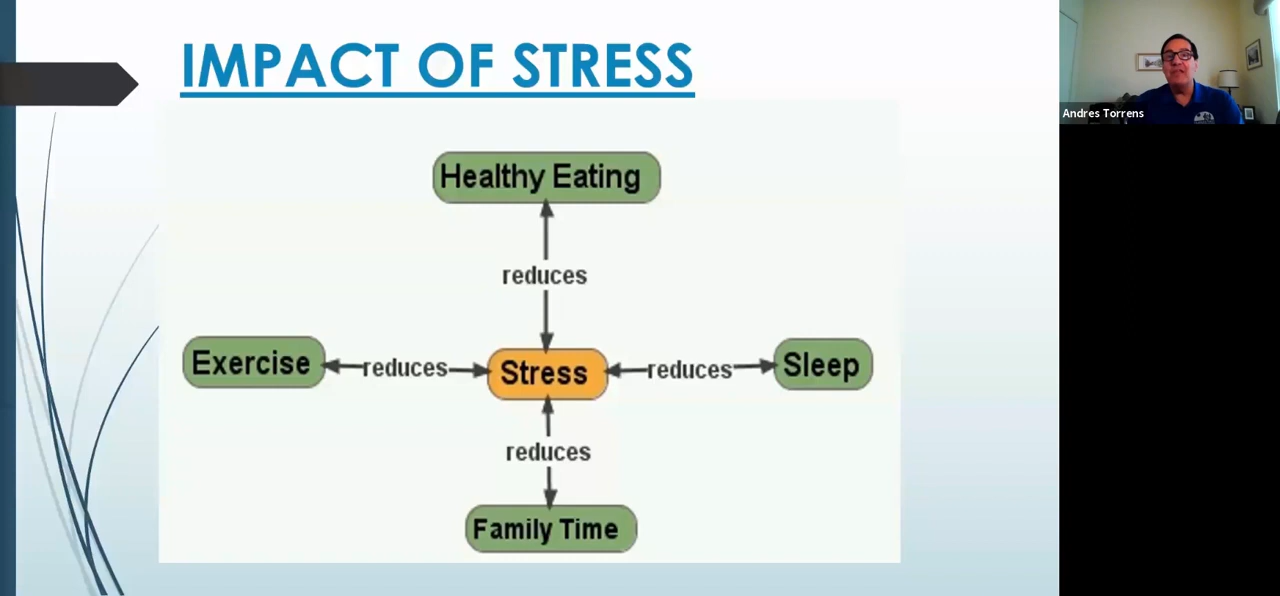 IMPACT OF STRESS
Andres Torrens
Healthy Eating
reduces
Exercise
reduces
Stress
reduces
Sleep
reduces
Family Time